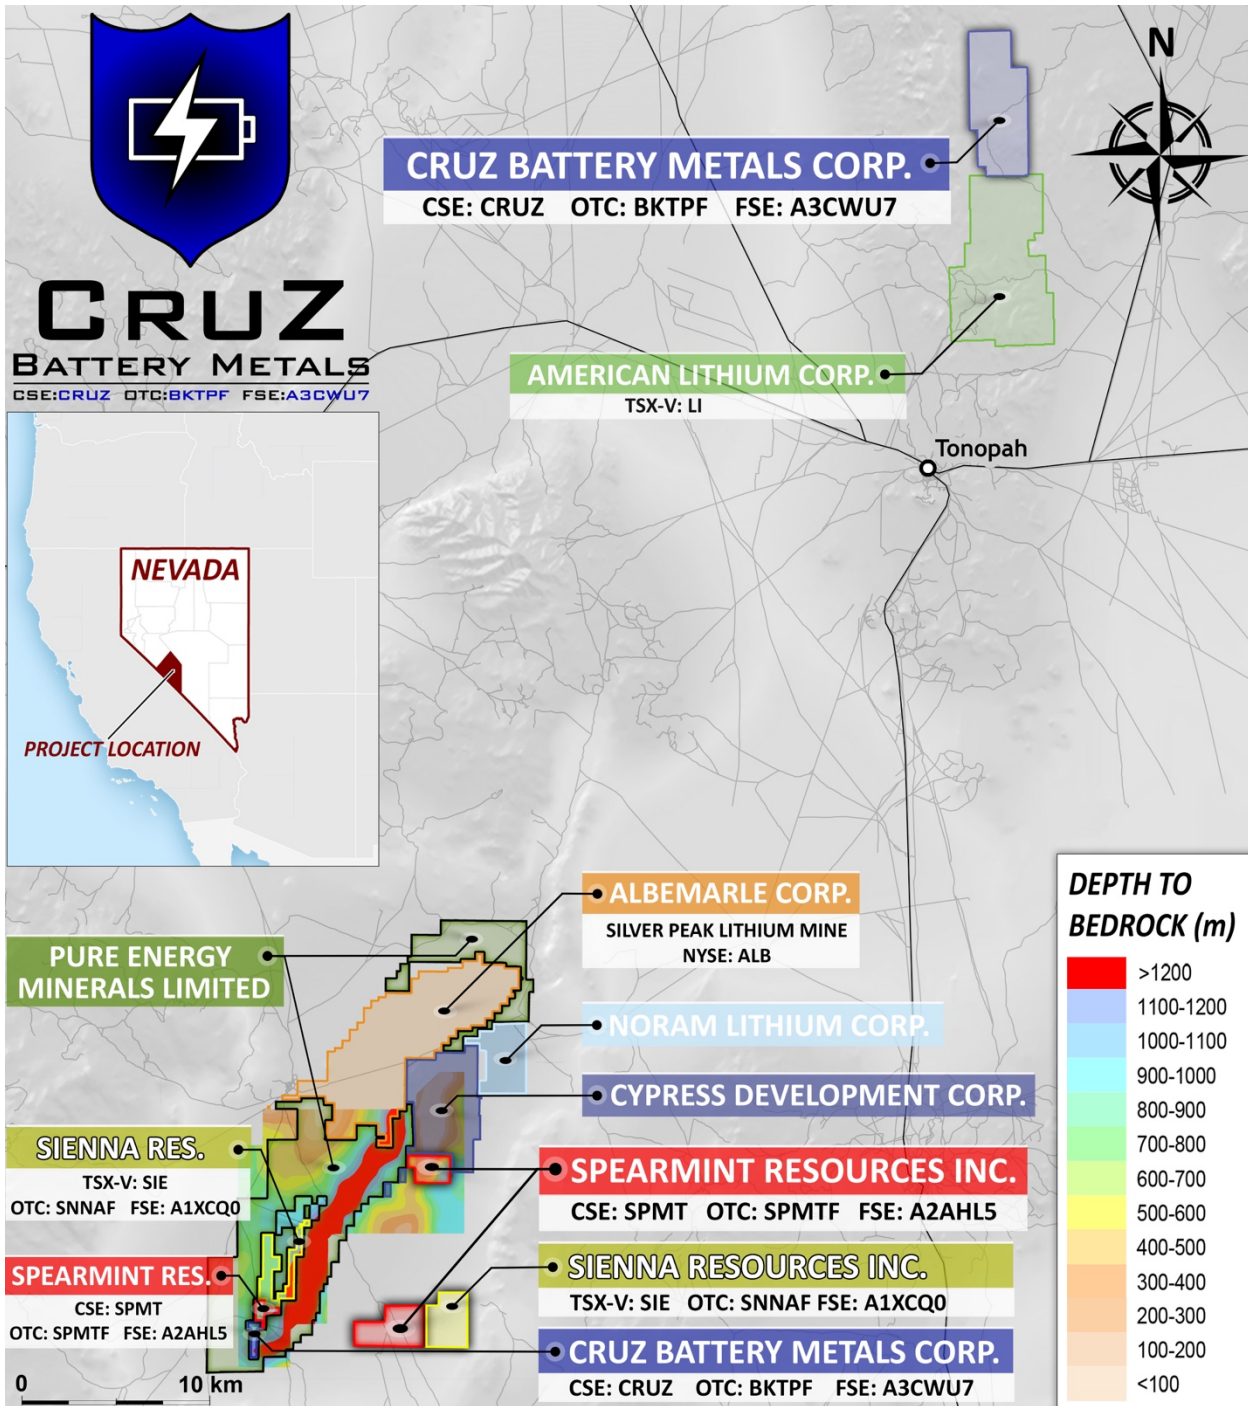 CRUZ
BATTERY METALS
CSE:CRUZ OTC:BKTPF FSE:A3CWU7
N
CRUZ BATTERY METALS CORP.
CSE: CRUZ OTC: BKTPF FSE: A3CWU7
AMERICAN LITHIUM CORP.
TSX-V: LI
Tonopah
NEVADA
PROJECT LOCATION
ALBEMARLE CORP.
SILVER PEAK LITHIUM MINE
NYSE: ALB
PURE ENERGY
MINERALS LIMITED
NORAM LITHIUM CORP.
CYPRESS DEVELOPMENT CORP.
SIENNA RES.
TSX-V: SIE
OTC: SNNAF FSE: A1XCQ0
SPEARMINT RESOURCES INC.
CSE: SPMT OTC: SPMTF FSE: A2AHL5
SPEARMINT RES.
CSE: SPMT
OTC: SPMTF FSE: A2AHL5
SIENNA RESOURCES INC.
TSX-V: SIE OTC: SNNAF FSE: A1XCQ0
CRUZ BATTERY METALS CORP.
CSE: CRUZ OTC: BKTPF FSE: A3CWU7
0 10 km
DEPTH TO
BEDROCK (m)
>1200
1100-1200
1000-1100
900-1000
800-900
700-800
600-700
500-600
400-500
300-400
200-300
100-200
<100